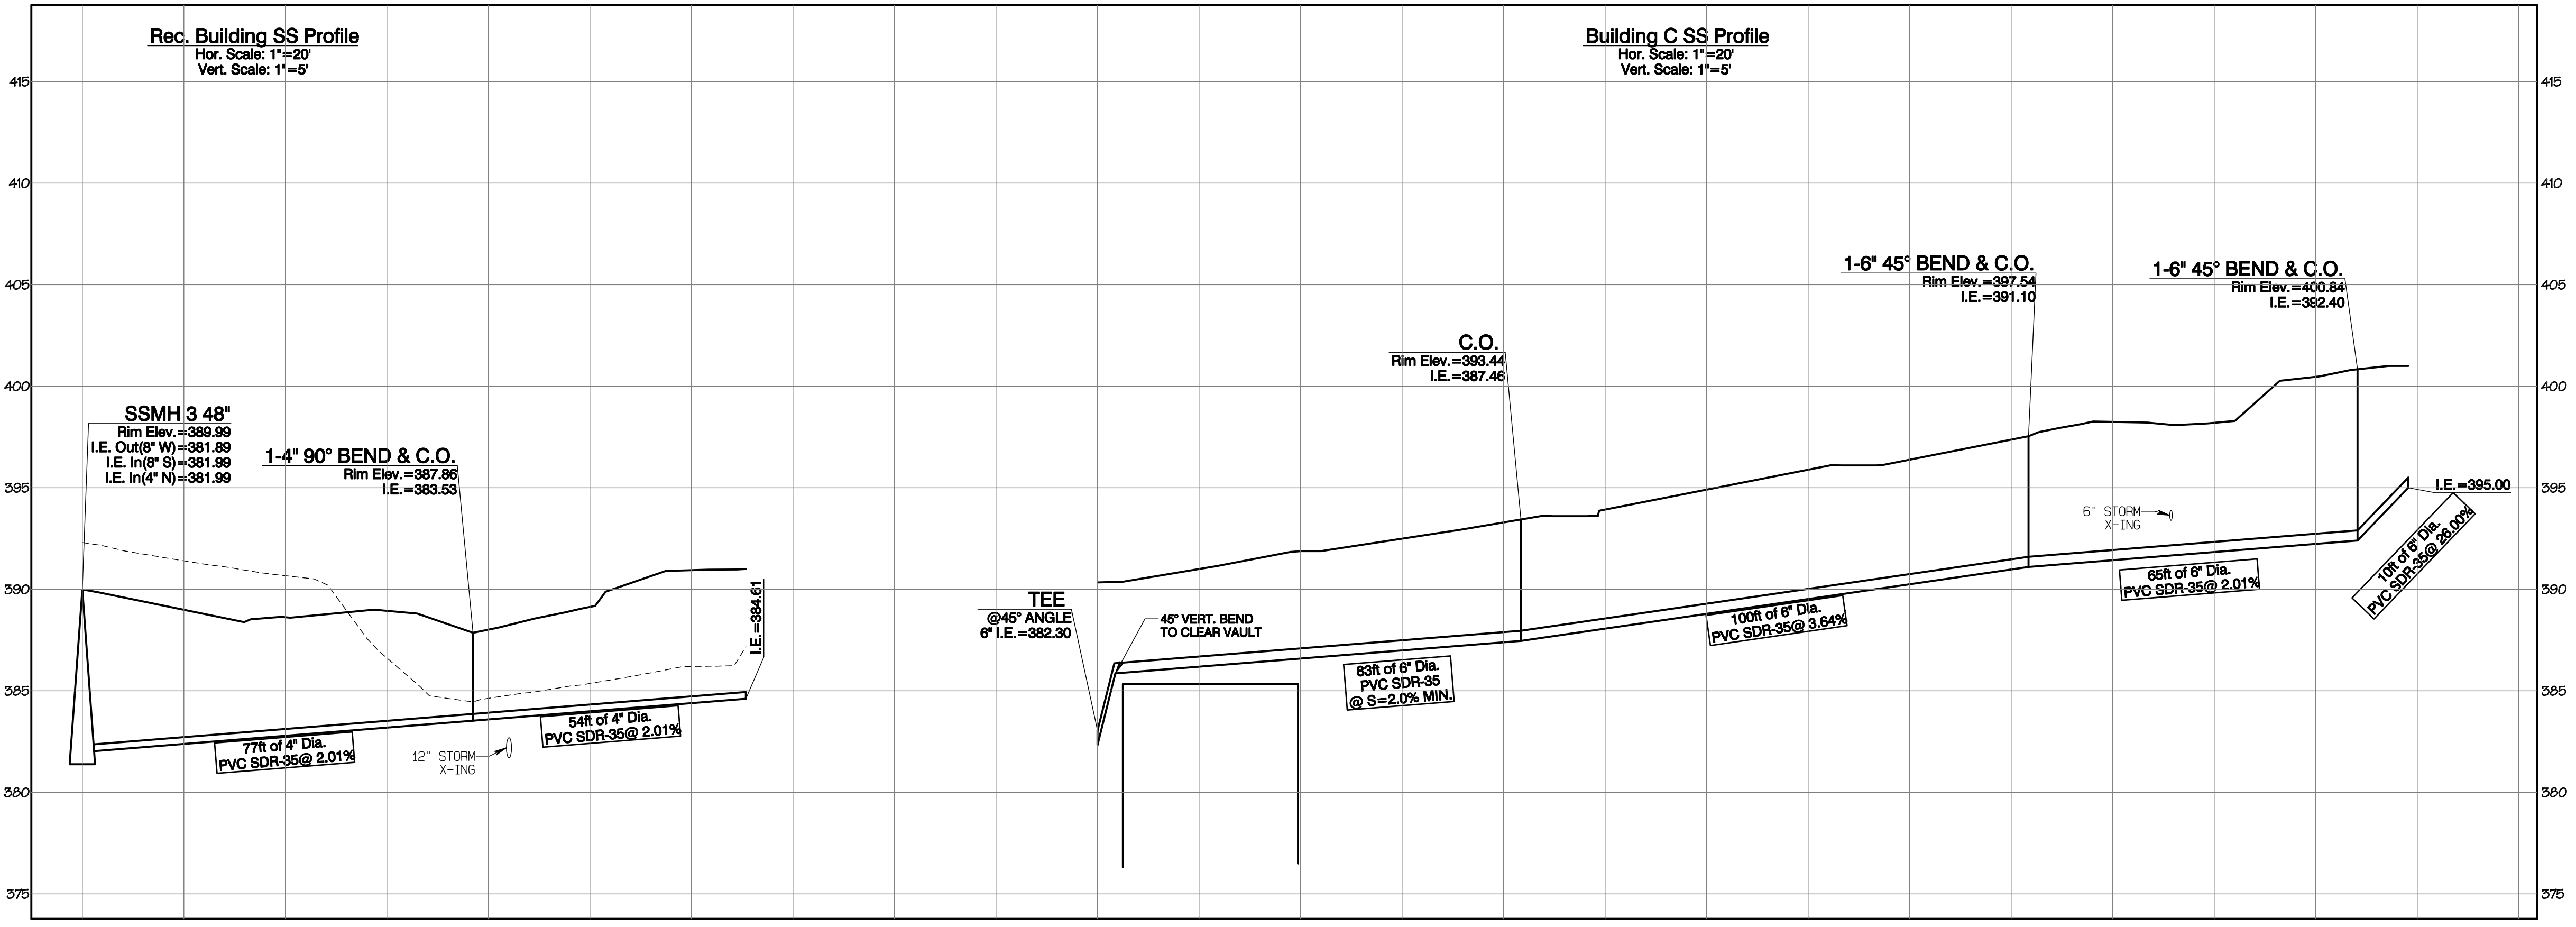 Rec. Building SS Profile
Hor. Scale: 1"=20'
Vert. Scale: 1"=5'
Building C SS Profile
Hor. Scale: 1"=20'
Vert. Scale: 1"=5'
415
410
405
400
395
390
385
380
375
SSMH 3 48"
Rim Elev.=389.99
I.E. Out(8" W)=381.89
I.E. In(8" S)=381.99
I.E. In(4" N)=381.99
1-4" 90° BEND & C.O.
Rim Elev.=387.86
I.E.=383.53
77ft of 4" Dia.
PVC SDR-35@ 2.01%
12" STORM
X-ING
54ft of 4" Dia.
PVC SDR-35@ 2.01%
I.E.=384.61
TEE
@45° ANGLE
6" I.E.=382.30
45° VERT. BEND
TO CLEAR VAULT
83ft of 6" Dia.
PVC SDR-35
@ S=2.0% MIN.
C.O.
Rim Elev.=393.44
I.E.=387.46
100ft of 6" Dia.
PVC SDR-35@ 3.64%
1-6" 45° BEND & C.O.
Rim Elev.=397.54
I.E.=391.10
6" STORM
X-ING
65ft of 6" Dia.
PVC SDR-35@ 2.01%
1-6" 45° BEND & C.O.
Rim Elev.=400.84
I.E.=392.40
I.E.=395.00
10ft of 6" Dia.
PVC SDR-35@ 26.00%
415
410
405
400
395
390
385
380
375